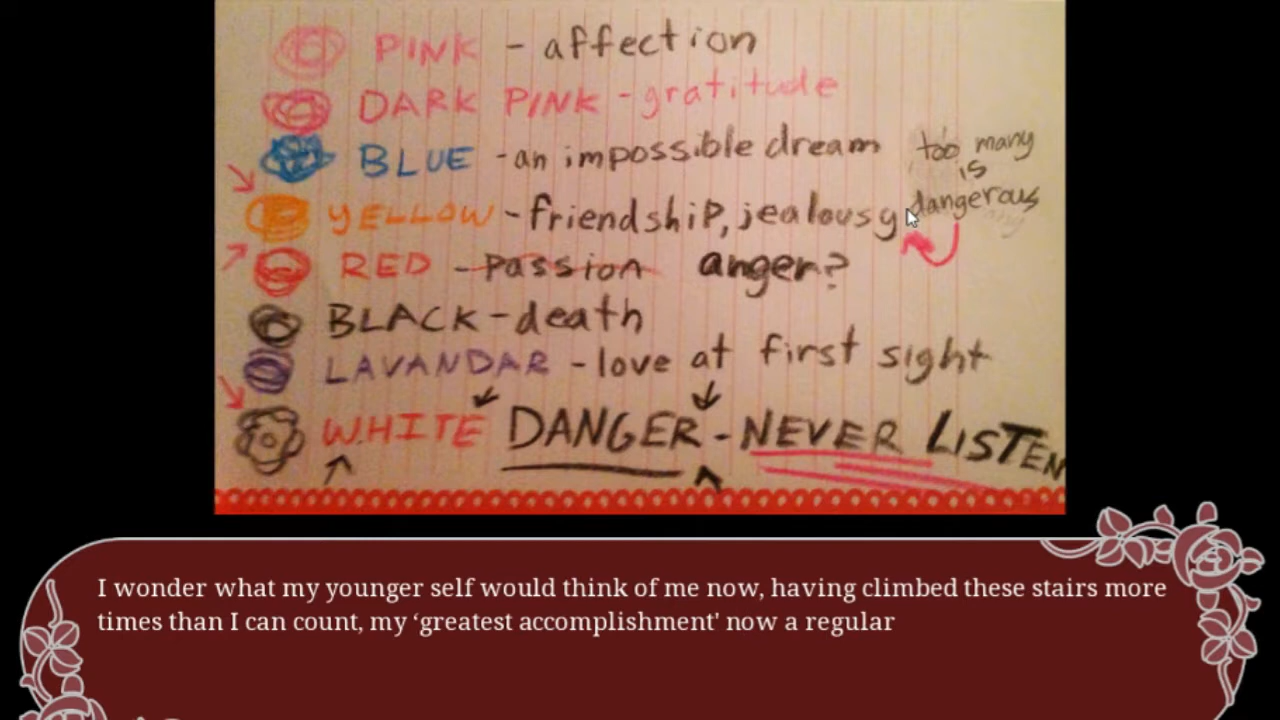 PINK - affection
DARK PINK - gratitude
BLUE - an impossible dream
too many
is
dangerous
YELLOW - friendship, jealousy
RED - passion anger?
BLACK - death
LAVANDAR - love at first sight
WHITE DANGER - NEVER LISTEN
I wonder what my younger self would think of me now, having climbed these stairs more
times than I can count, my ‘greatest accomplishment' now a regular